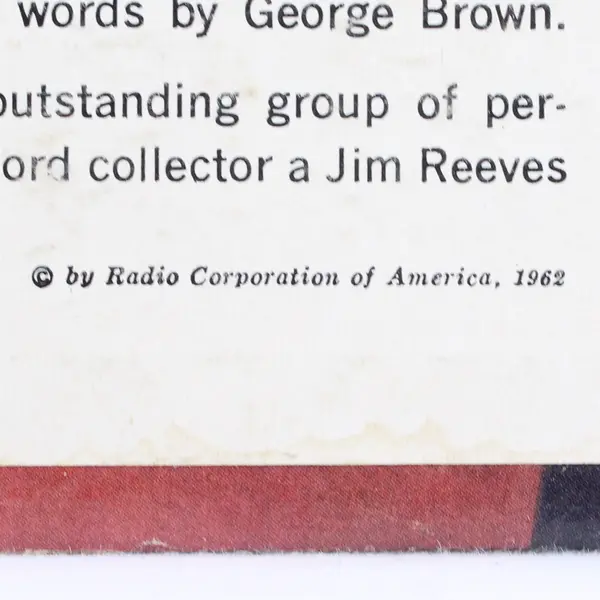 words by George Brown.
outstanding group of per-
ord collector a Jim Reeves
© by Radio Corporation of America, 1962